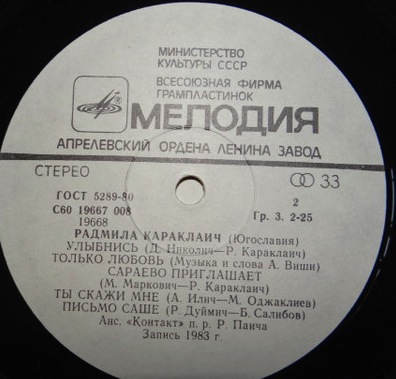 МИНИСТЕРСТВО
КУЛЬТУРЫ СССР
ВСЕСОЮЗНАЯ ФИРМА
ГРАМПЛАСТИНОК
МЕЛОДИЯ
АПРЕЛЕВСКИЙ ОРДЕНА ЛЕНИНА ЗАВОД
СТЕРЕО 33
ГОСТ 5289-80 2
С60 19667 008 Гр. 3. 2-25
19668
РАДМИЛА КАРАКЛАИЧ (Югославия)
УЛЫБНИСЬ (Д. Николич—Р. Караклаич)
ТОЛЬКО ЛЮБОВЬ (Музыка и слова А. Виши)
САРАЕВО ПРИГЛАШАЕТ
(М. Маркович—Р. Караклаич)
ТЫ СКАЖИ МНЕ (А. Илич—М. Оджаклиев)
ПИСЬМО САШЕ (Р. Дуймич—Б. Салибов)
Анс. «Контакт» п. р. Р. Панча
Запись 1983 г.